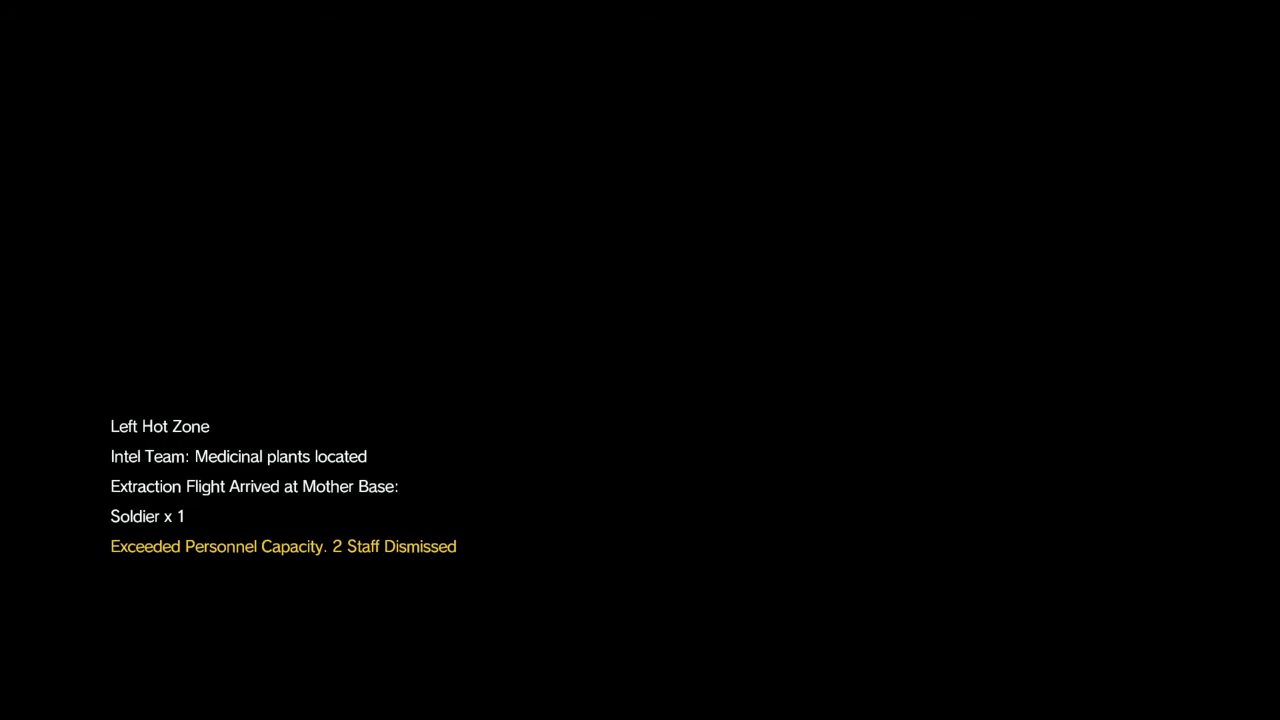 Left Hot Zone
Intel Team: Medicinal plants located
Extraction Flight Arrived at Mother Base:
Soldier x 1
Exceeded Personnel Capacity. 2 Staff Dismissed